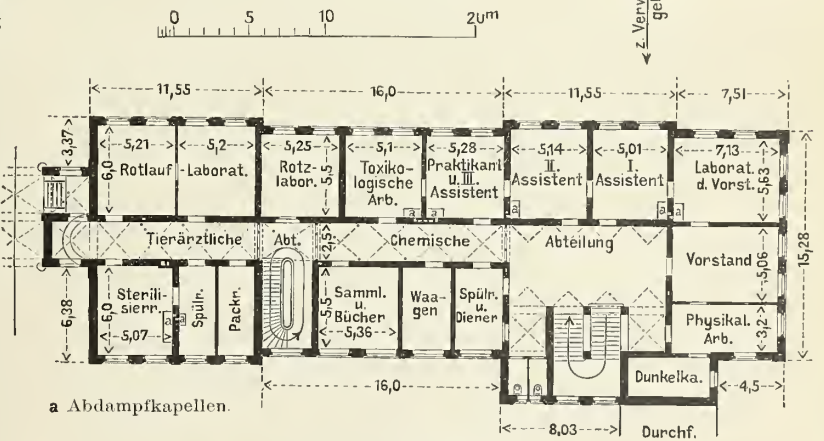 0 5 10 20m
z. Verw
gel
11,55 16,0 11,55 7,51
3,37
5,21 5,2 5,25 5,1 5,28 5,14 5,01 7,13
6,0 Rotlauf -Laborat.
Rotz-
labor.
5,5
Toxiko-
logische
Arb.
Praktikant
u. III.
Assistent
II.
Assistent
I.
Assistent
Laborat.
d. Vorst.
5,63
a a a a
Tierärztliche Abt. 2,5 Chemische Abteilung
Vorstand
5,06
15,28
6,38
6,0
Sterili-
sierr.
5,07
a
Spülr.
Packr.
5,5
Samml.
u.
Bücher
5,36
Waa-
gen
Spülr.
u.
Diener
Physikal.
Arb.
3,2
Dunkelka.
16,0
4,5
a Abdampfkapellen.
8,03
Durchf.